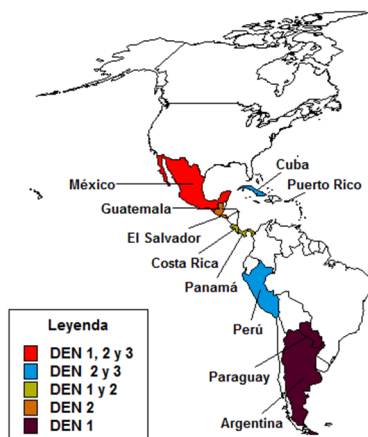 Cuba
México
Puerto Rico
Guatemala
El Salvador
Costa Rica
Panamá
Perú
Paraguay
Argentina
Leyenda
DEN 1, 2 y 3
DEN 2 y 3
DEN 1 y 2
DEN 2
DEN 1